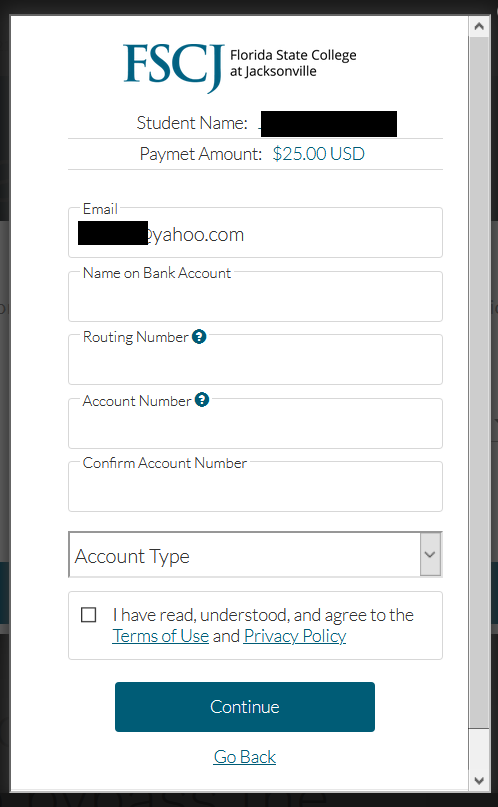 FSCJ Florida State College
at Jacksonville
Student Name:
Paymet Amount: $25.00 USD
Email
@yahoo.com
Name on Bank Account
Routing Number ?
Account Number ?
Confirm Account Number
Account Type
I have read, understood, and agree to the
Terms of Use and Privacy Policy
Continue
Go Back